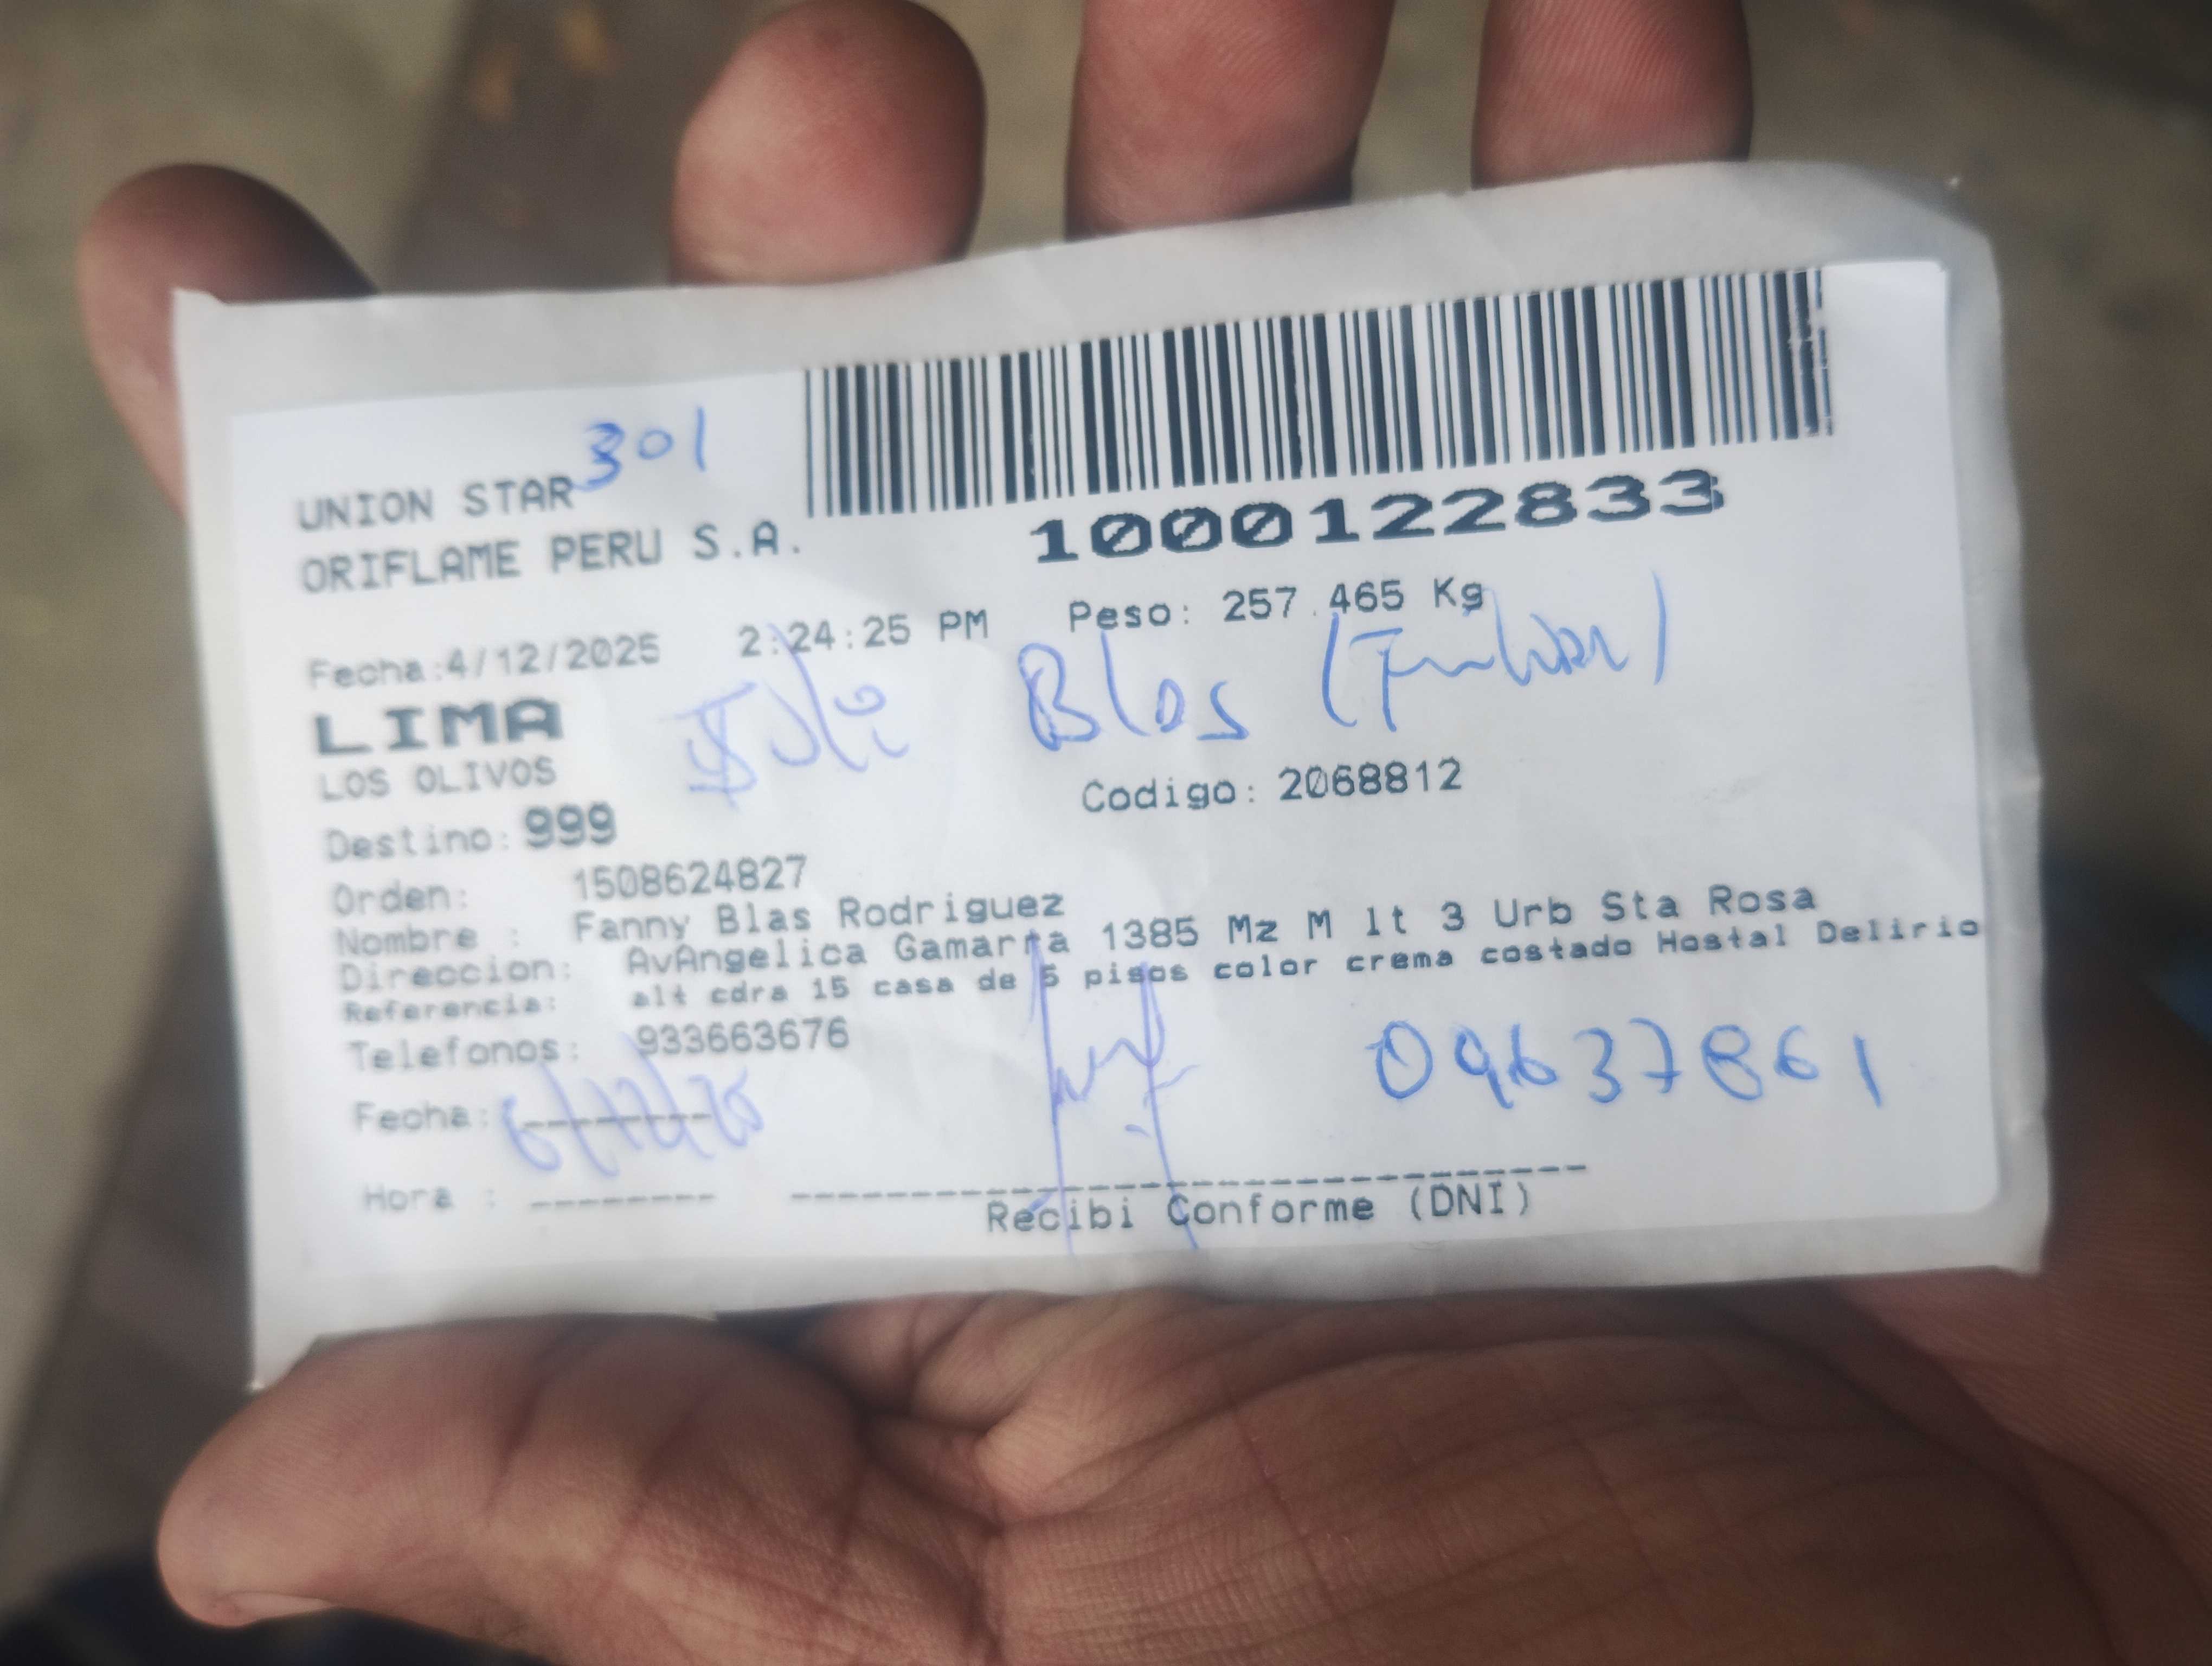 301
UNION STAR
ORIFLAME PERU S.A.
1000122833
Fecha:4/12/2025 2:24:25 PM Peso: 257.465 Kg
LIMA
Blas
LOS OLIVOS
Codigo: 2068812
Destino: 999
Orden: 1508624827
Nombre : Fanny Blas Rodriguez
Direccion: AvAngelica Gamarra 1385 Mz M lt 3 Urb Sta Rosa
Referencia: alt cdra 15 casa de 5 pisos color crema costado Hostal Delirio
Telefonos: 933663676
09637861
Fecha: 6/12/25
Hora :
Recibi Conforme (DNI)